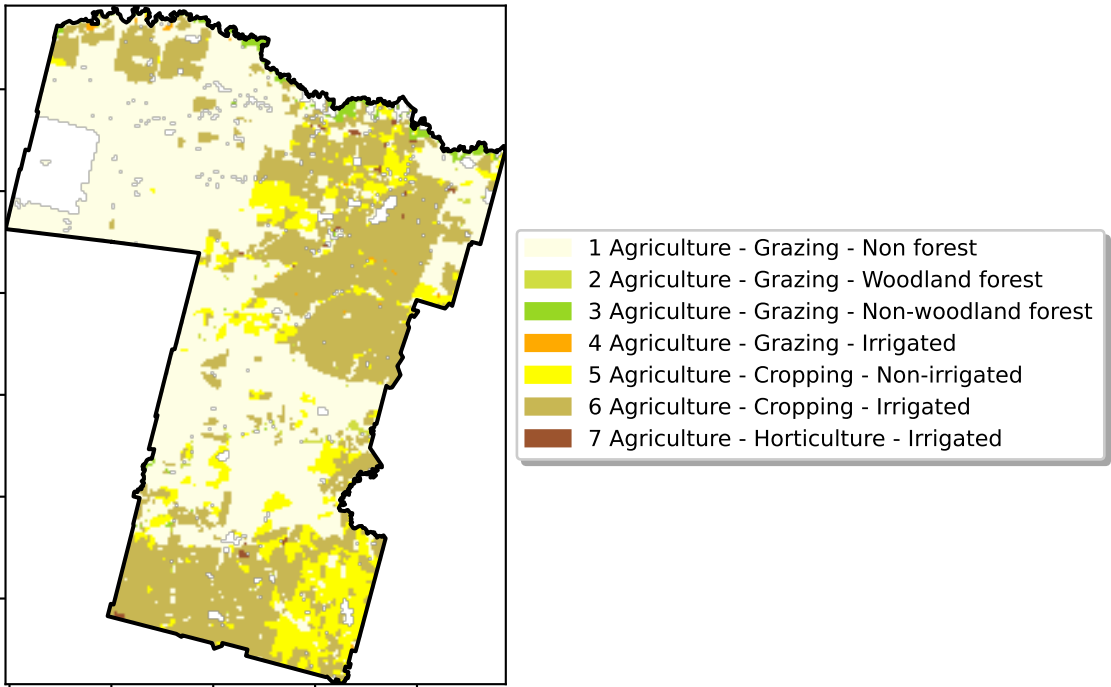 1 Agriculture - Grazing - Non forest
2 Agriculture - Grazing - Woodland forest
3 Agriculture - Grazing - Non-woodland forest
4 Agriculture - Grazing - Irrigated
5 Agriculture - Cropping - Non-irrigated
6 Agriculture - Cropping - Irrigated
7 Agriculture - Horticulture - Irrigated